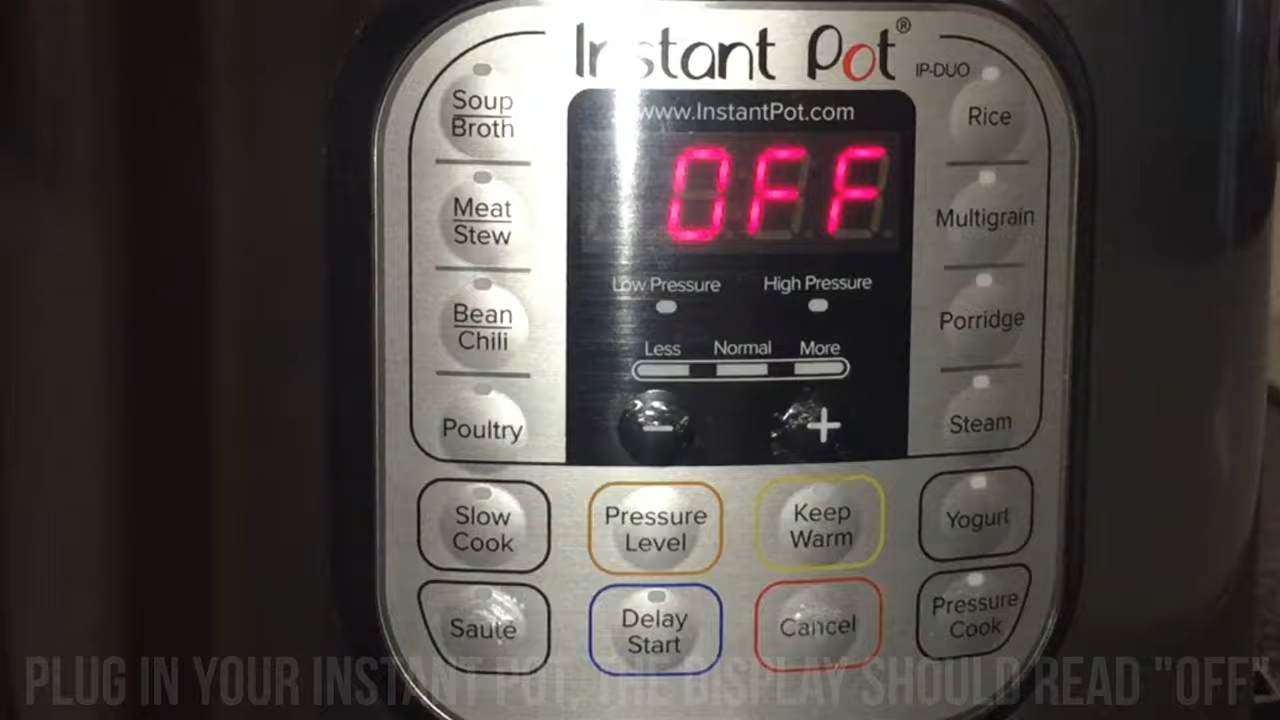 Instant Pot®
IP-DUO
www.InstantPot.com
OFF
Low Pressure
High Pressure
Less
Normal
More
-
+
Soup
Broth
Meat
Stew
Bean
Chili
Poultry
Rice
Multigrain
Porridge
Steam
Slow
Cook
Pressure
Level
Keep
Warm
Yogurt
Saute
Delay
Start
Cancel
Pressure
Cook
PLUG IN YOUR INSTANT POT, THE DISPLAY SHOULD READ "OFF"